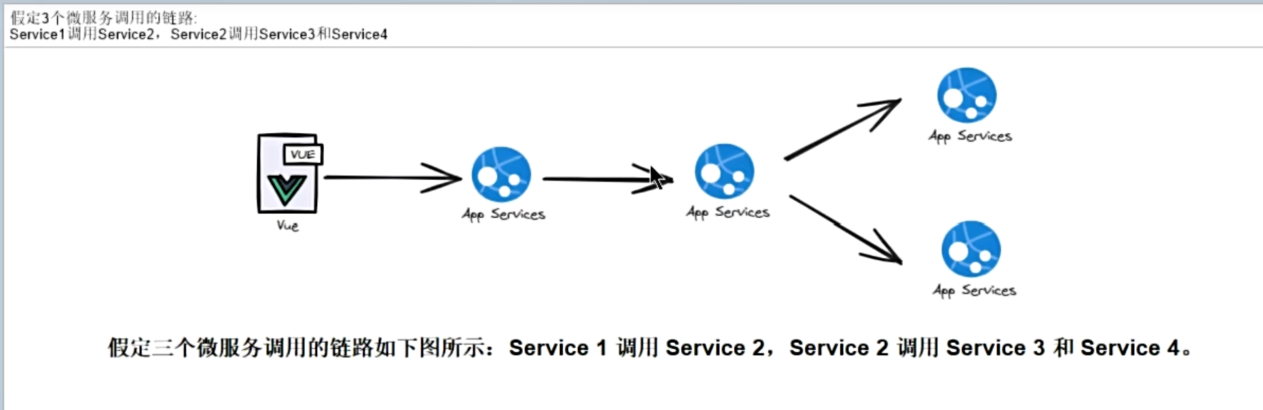 假定3个微服务调用的链路:
Service1调用Service2，Service2调用Service3和Service4
VUE
Vue
App Services
App Services
App Services
App Services
假定三个微服务调用的链路如下图所示：Service 1 调用 Service 2，Service 2 调用 Service 3 和 Service 4。